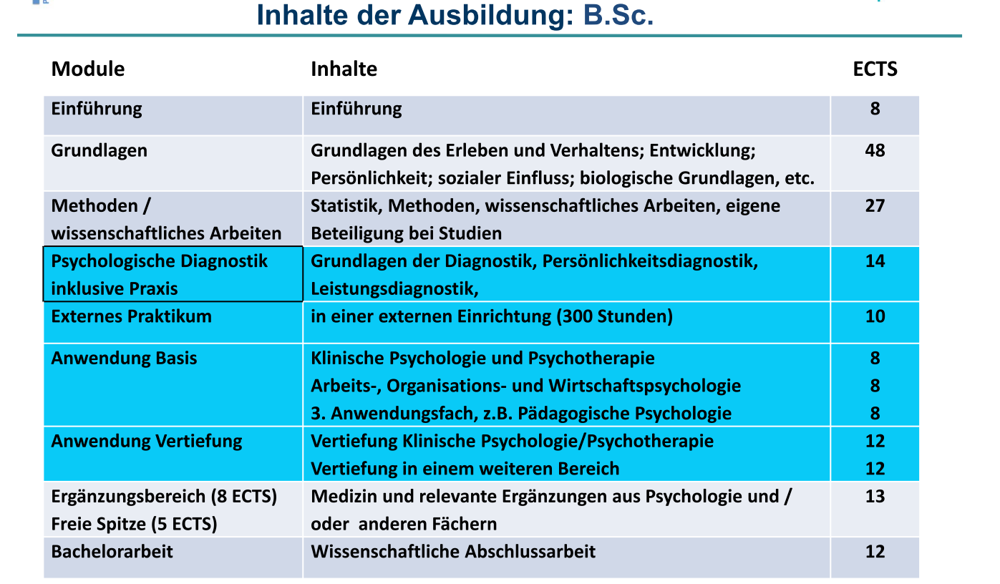 Inhalte der Ausbildung: B.Sc.
Module Inhalte ECTS
Einführung Einführung 8
Grundlagen Grundlagen des Erleben und Verhaltens; Entwicklung; 48
Persönlichkeit; sozialer Einfluss; biologische Grundlagen, etc.
Methoden / Statistik, Methoden, wissenschaftliches Arbeiten, eigene 27
wissenschaftliches Arbeiten Beteiligung bei Studien
Psychologische Diagnostik Grundlagen der Diagnostik, Persönlichkeitsdiagnostik, 14
inklusive Praxis Leistungsdiagnostik,
Externes Praktikum in einer externen Einrichtung (300 Stunden) 10
Anwendung Basis Klinische Psychologie und Psychotherapie 8
Arbeits-, Organisations- und Wirtschaftspsychologie 8
3. Anwendungsfach, z.B. Pädagogische Psychologie 8
Anwendung Vertiefung Vertiefung Klinische Psychologie/Psychotherapie 12
Vertiefung in einem weiteren Bereich 12
Ergänzungsbereich (8 ECTS) Medizin und relevante Ergänzungen aus Psychologie und / 13
Freie Spitze (5 ECTS) oder anderen Fächern
Bachelorarbeit Wissenschaftliche Abschlussarbeit 12